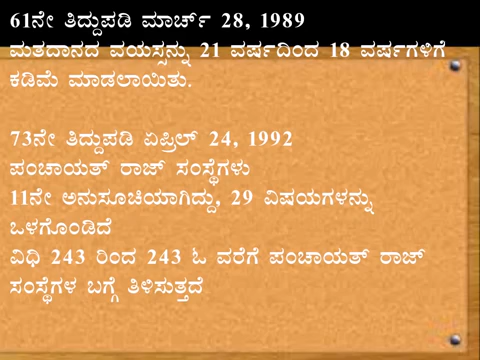 61ನೇ ತಿದ್ದುಪಡಿ ಮಾರ್ಚ್ 28, 1989
ಮತದಾನದ ವಯಸ್ಸನ್ನು 21 ವರ್ಷದಿಂದ 18 ವರ್ಷಗಳಿಗೆ
ಕಡಿಮೆ ಮಾಡಲಾಯಿತು.
73ನೇ ತಿದ್ದುಪಡಿ ಏಪ್ರಿಲ್ 24, 1992
ಪಂಚಾಯತ್ ರಾಜ್ ಸಂಸ್ಥೆಗಳು
11ನೇ ಅನುಸೂಚಿಯಾಗಿದ್ದು, 29 ವಿಷಯಗಳನ್ನು
ಒಳಗೊಂಡಿದೆ
ವಿಧಿ 243 ರಿಂದ 243 ಓ ವರೆಗೆ ಪಂಚಾಯತ್ ರಾಜ್
ಸಂಸ್ಥೆಗಳ ಬಗ್ಗೆ ತಿಳಿಸುತ್ತದೆ